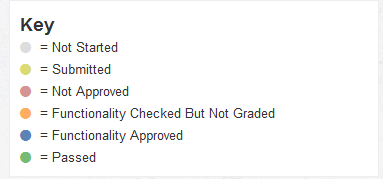 Key
= Not Started
= Submitted
= Not Approved
= Functionality Checked But Not Graded
= Functionality Approved
= Passed